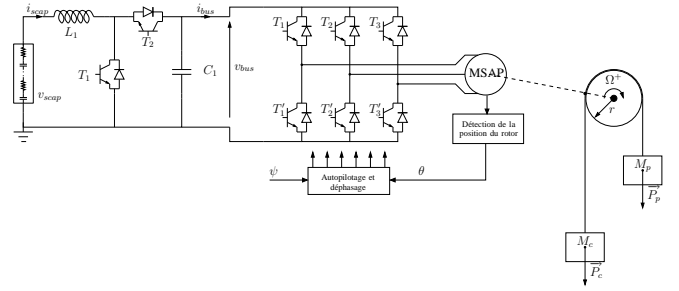 i_scap
L_1
T_2
i_bus
T_1
C_1
v_scap
v_bus
T_1
T_2
T_3
T'_1
T'_2
T'_3
MSAP
Détection de la
position du rotor
ψ
Autopilotage et
déphasage
θ
Ω^+
r
M_p
P_p
M_c
P_c